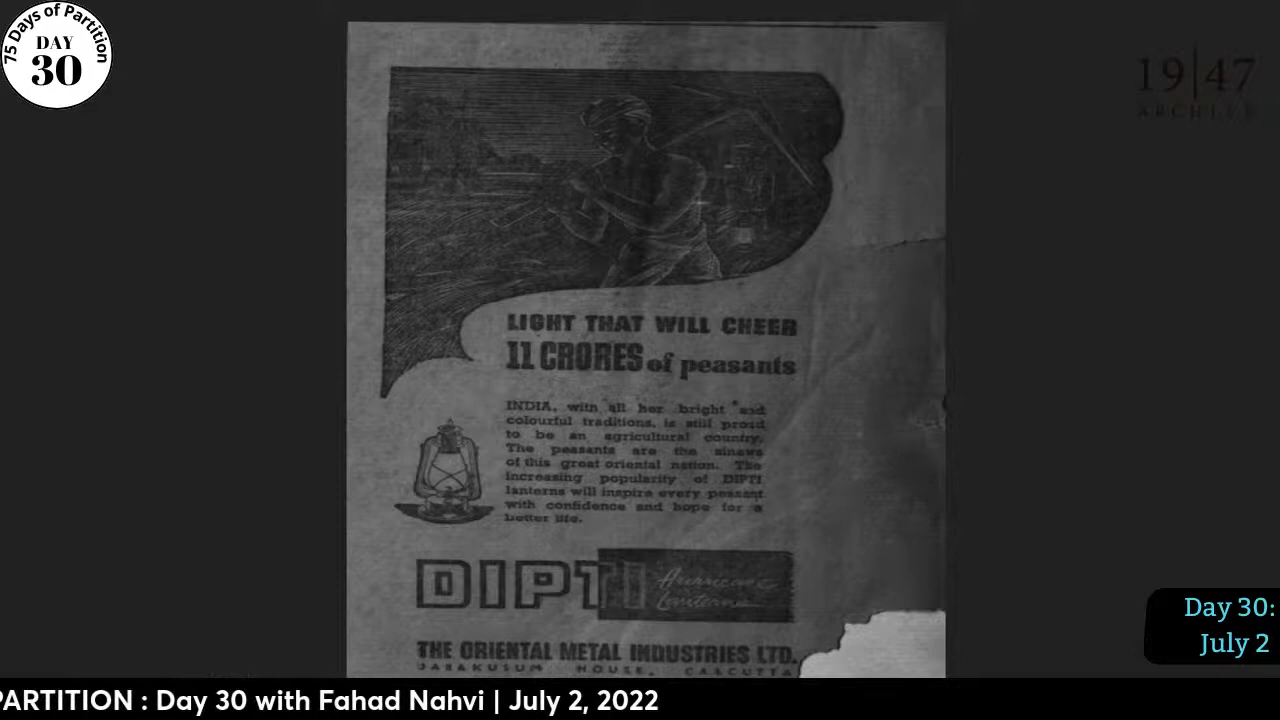 75 Days of Partition
DAY
30
19|47
ARCHIVE
LIGHT THAT WILL CHEER
11 CRORES of peasants
INDIA, with all her bright and
colourful traditions, is still proud
to be an agricultural country.
The peasants are the sinews
of this great oriental nation. The
increasing popularity of DIPTI
lanterns will inspire every peasant
with confidence and hope for a
better life.
DIPTI Hurricane
Lantern
THE ORIENTAL METAL INDUSTRIES LTD.
JABAKUSUM HOUSE, CALCUTTA
Day 30:
July 2
PARTITION : Day 30 with Fahad Nahvi | July 2, 2022